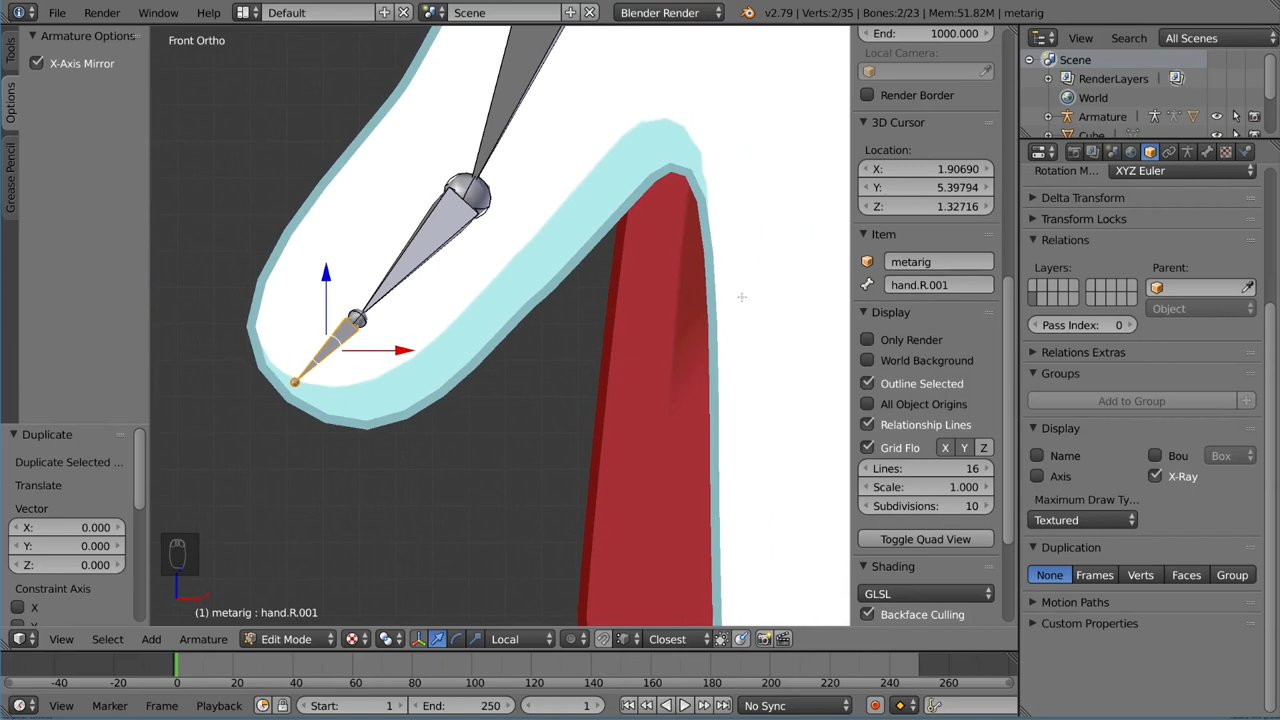 File Render Window Help Default Scene Blender Render v2.79 | Verts:2/35 | Bones:2/23 | Mem:51.82M | metarig
Tools
Options
Grease Pencil
Armature Options
X-Axis Mirror
Duplicate
Duplicate Selected ...
Translate
Vector
X: 0.000
Y: 0.000
Z: 0.000
Constraint Axis
X
Front Ortho
(1) metarig : hand.R.001
End: 1000.000
Local Camera:
Render Border
3D Cursor
Location:
X: 1.90690
Y: 5.39794
Z: 1.32716
Item
metarig
hand.R.001
Display
Only Render
World Background
Outline Selected
All Object Origins
Relationship Lines
Grid Flo X Y Z
Lines: 16
Scale: 1.000
Subdivisions: 10
Toggle Quad View
Shading
GLSL
Backface Culling
View Search All Scenes
Scene
RenderLayers
World
Armature
Cube
Rotation M... XYZ Euler
Delta Transform
Transform Locks
Relations
Layers: Parent:
Object
Pass Index: 0
Relations Extras
Groups
Add to Group
Display
Name Bou Box
Axis X-Ray
Maximum Draw Ty...
Textured
Duplication
None Frames Verts Faces Group
Motion Paths
Custom Properties
View Select Add Armature Edit Mode Local Closest
-40 -20 0 20 40 60 80 100 120 140 160 180 200 220 240 260
View Marker Frame Playback Start: 1 End: 250 1 No Sync